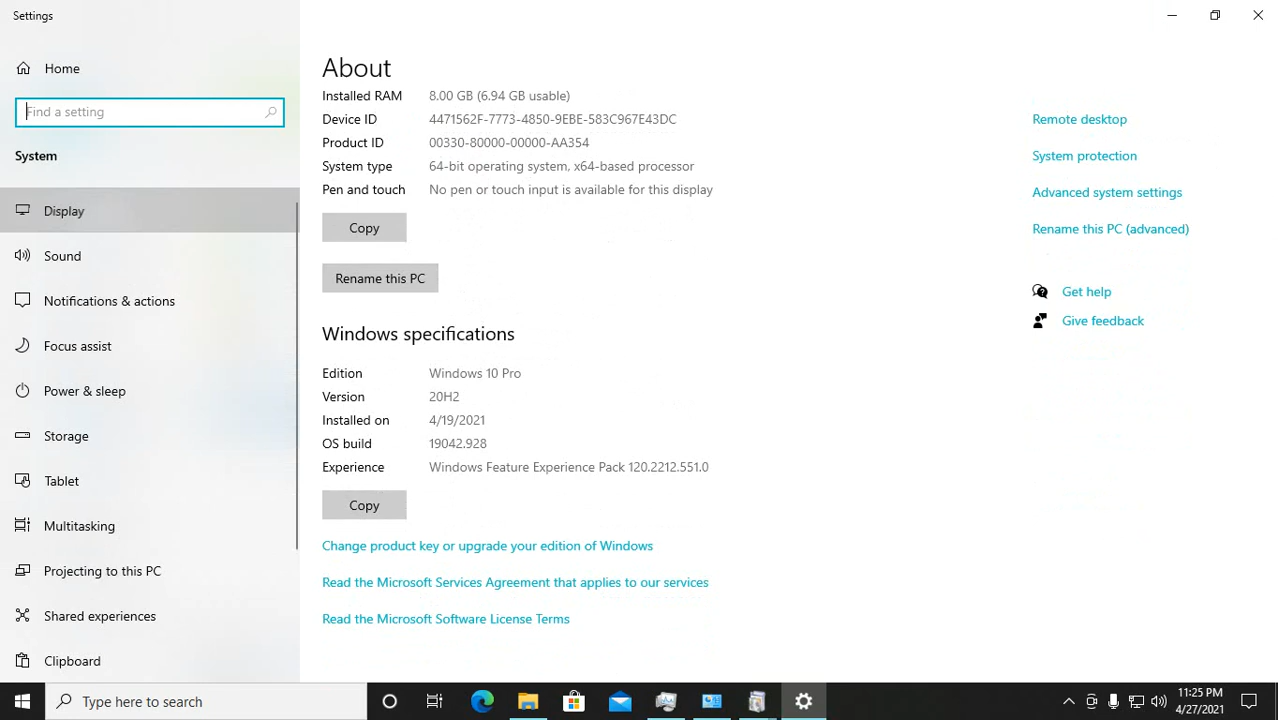 Settings
Home
Find a setting
System
Display
Sound
Notifications & actions
Focus assist
Power & sleep
Storage
Tablet
Multitasking
Projecting to this PC
Shared experiences
Clipboard
About
Installed RAM 8.00 GB (6.94 GB usable)
Device ID 4471562F-7773-4850-9EBE-583C967E43DC
Product ID 00330-80000-00000-AA354
System type 64-bit operating system, x64-based processor
Pen and touch No pen or touch input is available for this display
Copy
Rename this PC
Windows specifications
Edition Windows 10 Pro
Version 20H2
Installed on 4/19/2021
OS build 19042.928
Experience Windows Feature Experience Pack 120.2212.551.0
Copy
Change product key or upgrade your edition of Windows
Read the Microsoft Services Agreement that applies to our services
Read the Microsoft Software License Terms
Remote desktop
System protection
Advanced system settings
Rename this PC (advanced)
Get help
Give feedback
Type here to search
11:25 PM
4/27/2021